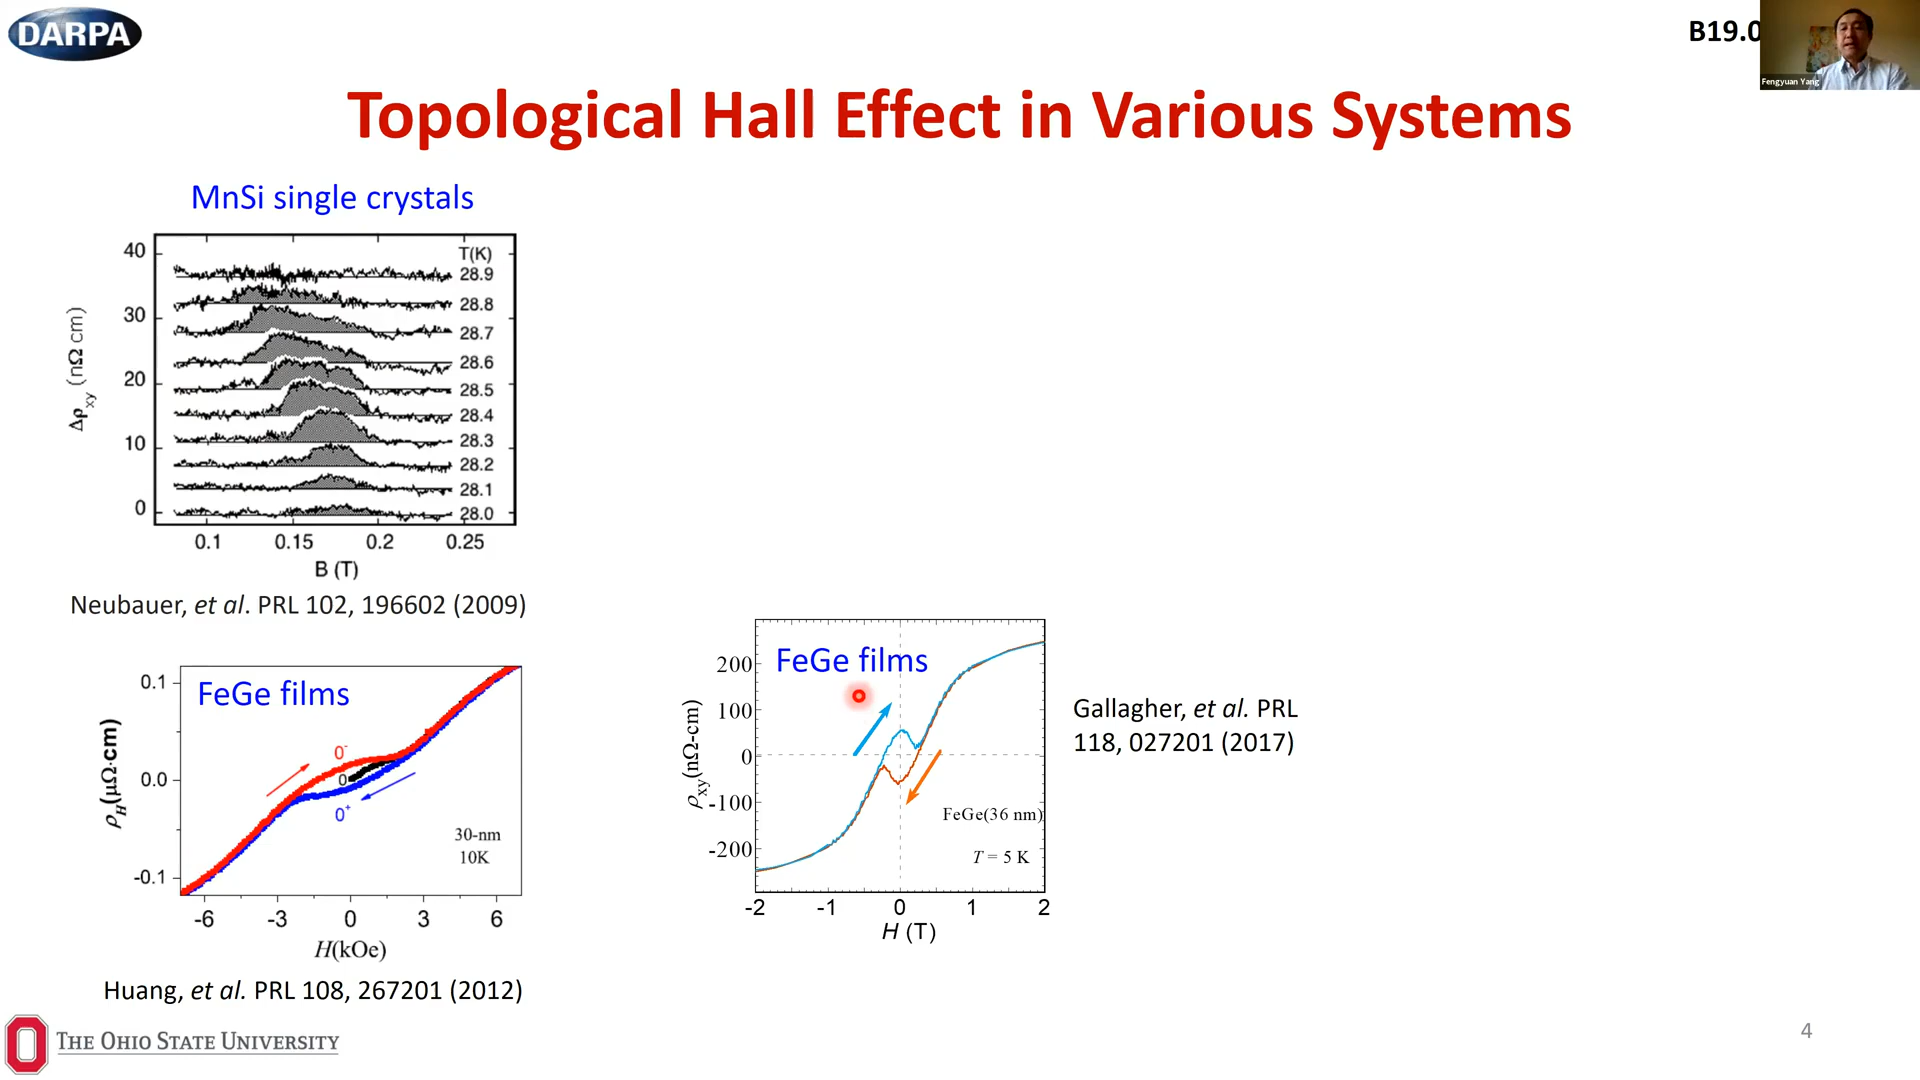 DARPA
B19.0
Fengyuan Yang
Topological Hall Effect in Various Systems
MnSi single crystals
40
30
20
10
0
Δρxy (nΩ cm)
T(K)
28.9
28.8
28.7
28.6
28.5
28.4
28.3
28.2
28.1
28.0
0.1 0.15 0.2 0.25
B (T)
Neubauer, et al. PRL 102, 196602 (2009)
FeGe films
0.1
0.0
-0.1
ρH(μΩ·cm)
0-
0
0+
30-nm
10K
-6 -3 0 3 6
H(kOe)
Huang, et al. PRL 108, 267201 (2012)
FeGe films
200
100
0
-100
-200
ρxy(nΩ-cm)
FeGe(36 nm)
T = 5 K
-2 -1 0 1 2
H (T)
Gallagher, et al. PRL
118, 027201 (2017)
THE OHIO STATE UNIVERSITY
4